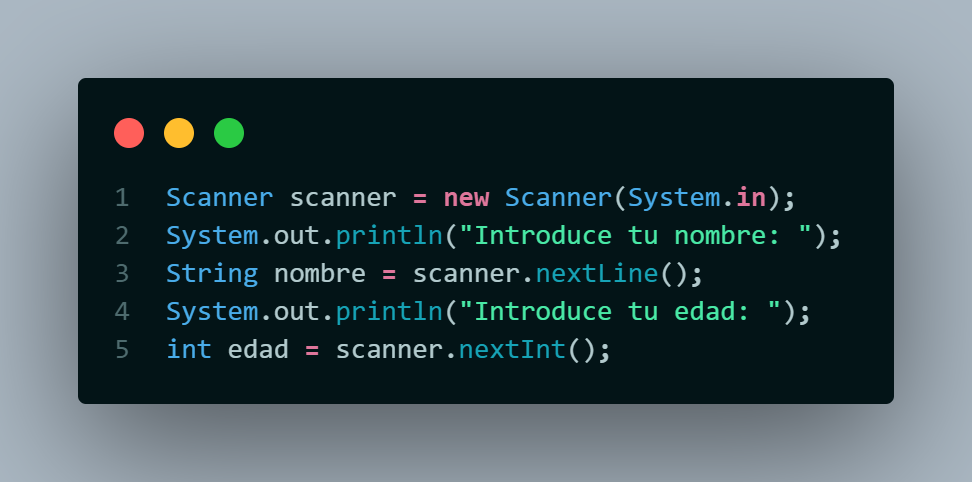 1 Scanner scanner = new Scanner(System.in);
2 System.out.println("Introduce tu nombre: ");
3 String nombre = scanner.nextLine();
4 System.out.println("Introduce tu edad: ");
5 int edad = scanner.nextInt();